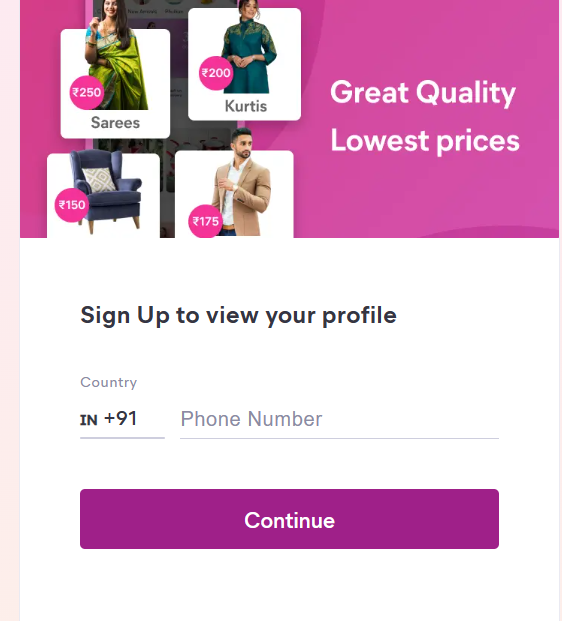 ₹250
Sarees
₹200
Kurtis
Great Quality
Lowest prices
₹150
₹175
Sign Up to view your profile
Country
IN +91
Phone Number
Continue